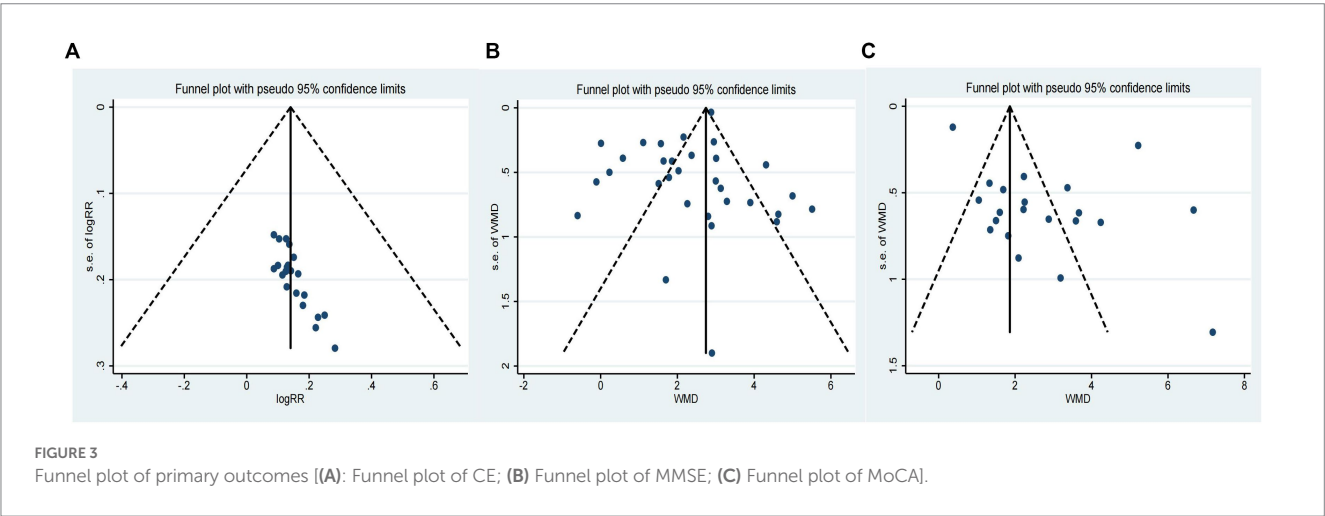 A
Funnel plot with pseudo 95% confidence limits
s.e. of logRR
0
.1
.2
.3
-.4
-.2
0
.2
.4
.6
logRR
B
Funnel plot with pseudo 95% confidence limits
s.e. of WMD
0
.5
1
1.5
2
-2
0
2
4
6
WMD
C
Funnel plot with pseudo 95% confidence limits
s.e. of WMD
0
.5
1
1.5
0
2
4
6
8
WMD
FIGURE 3
Funnel plot of primary outcomes [(A): Funnel plot of CE; (B) Funnel plot of MMSE; (C) Funnel plot of MoCA].